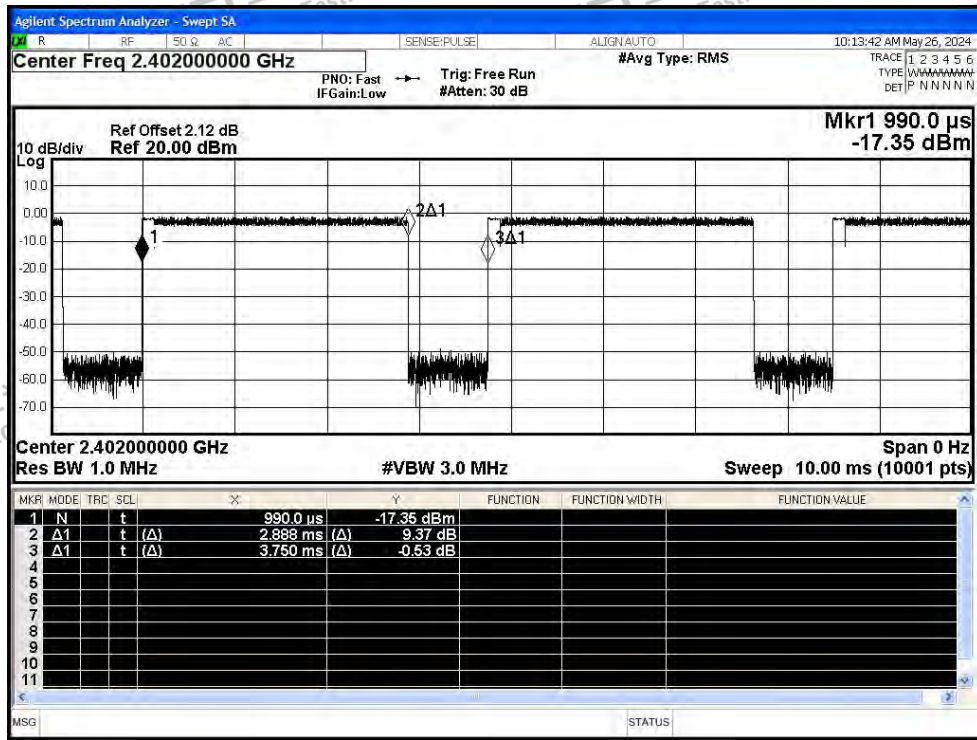 Agilent Spectrum Analyzer - Swept SA
LXI R RF 50 Ω AC SENSE:PULSE ALIGN AUTO 10:13:42 AM May 26, 2024
Center Freq 2.402000000 GHz
PNO: Fast
IFGain:Low
Trig: Free Run
#Atten: 30 dB
#Avg Type: RMS
TRACE 1 2 3 4 5 6
TYPE
DET P N N N N N
Mkr1 990.0 µs
-17.35 dBm
Ref Offset 2.12 dB
10 dB/div Ref 20.00 dBm
Log
10.0
0.00
-10.0
-20.0
-30.0
-40.0
-50.0
-60.0
-70.0
1
2Δ1
3Δ1
Center 2.402000000 GHz Span 0 Hz
Res BW 1.0 MHz #VBW 3.0 MHz Sweep 10.00 ms (10001 pts)
MKR MODE TRC SCL X Y FUNCTION FUNCTION WIDTH FUNCTION VALUE
1 N t 990.0 µs -17.35 dBm
2 Δ1 t (Δ) 2.888 ms (Δ) 9.37 dB
3 Δ1 t (Δ) 3.750 ms (Δ) -0.53 dB
4
5
6
7
8
9
10
11
MSG STATUS